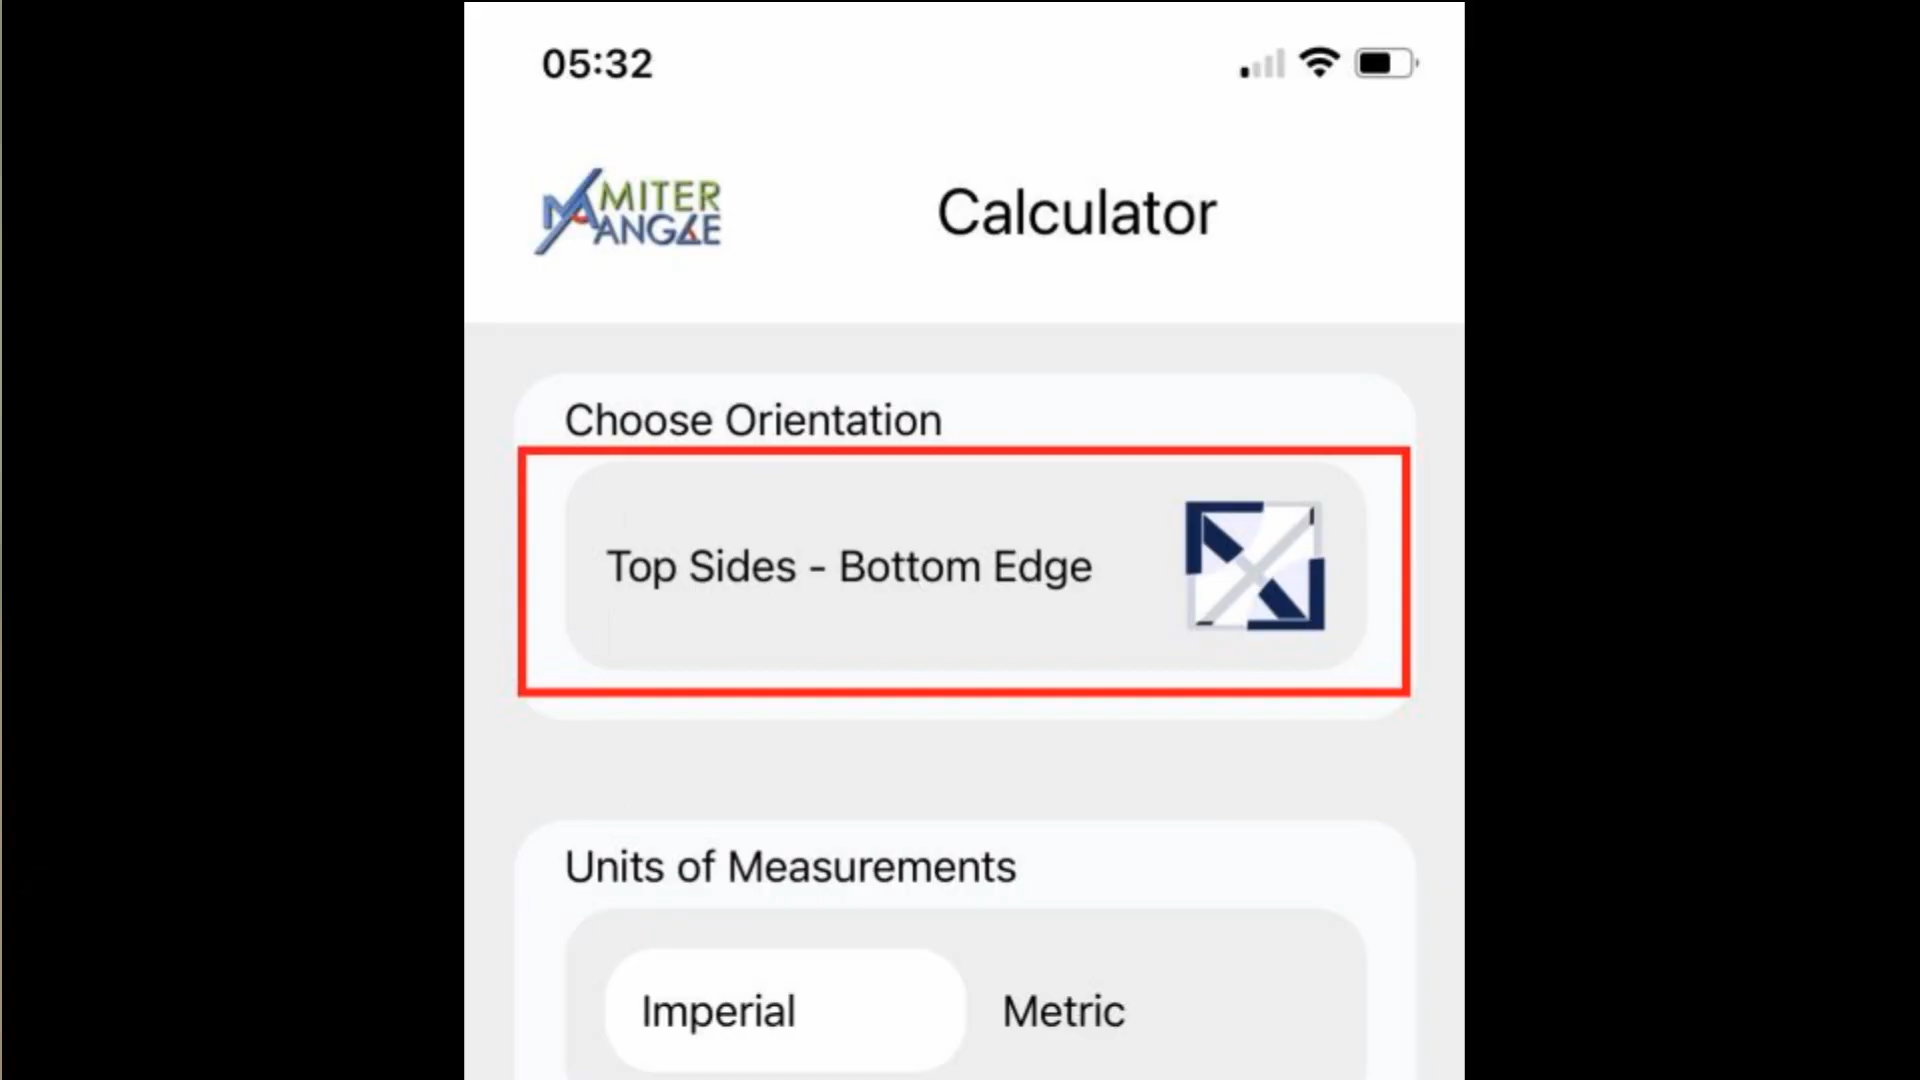 05:32
MITER
ANGLE
Calculator
Choose Orientation
Top Sides - Bottom Edge
Units of Measurements
Imperial Metric